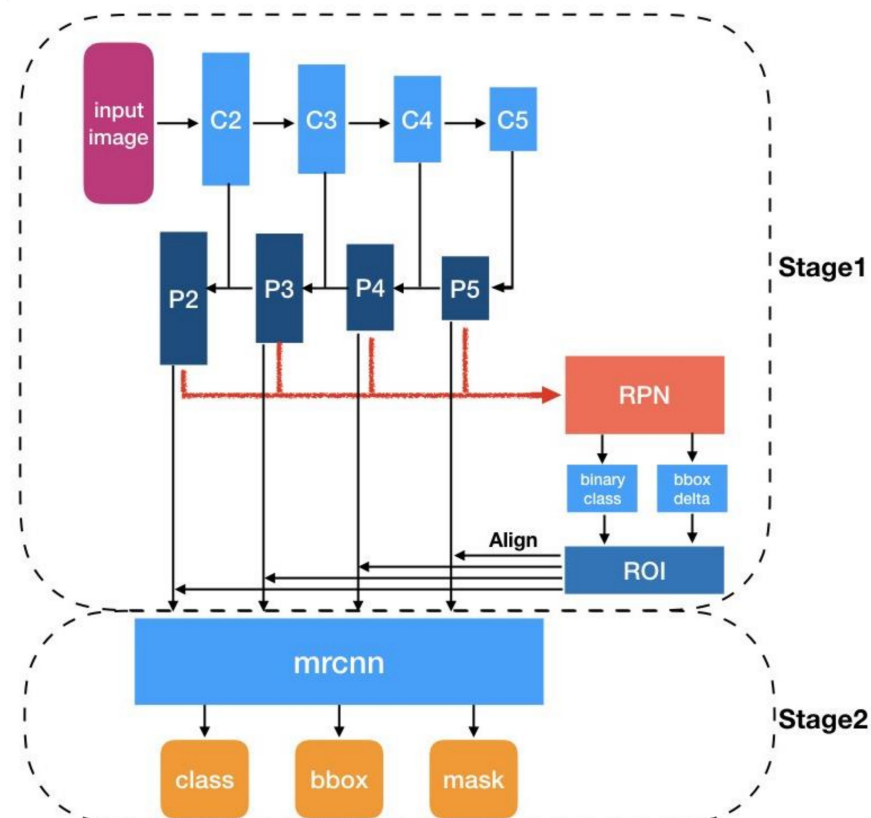 input
image
C2
C3
C4
C5
P2
P3
P4
P5
Stage1
RPN
binary
class
bbox
delta
Align
ROI
mrcnn
Stage2
class
bbox
mask